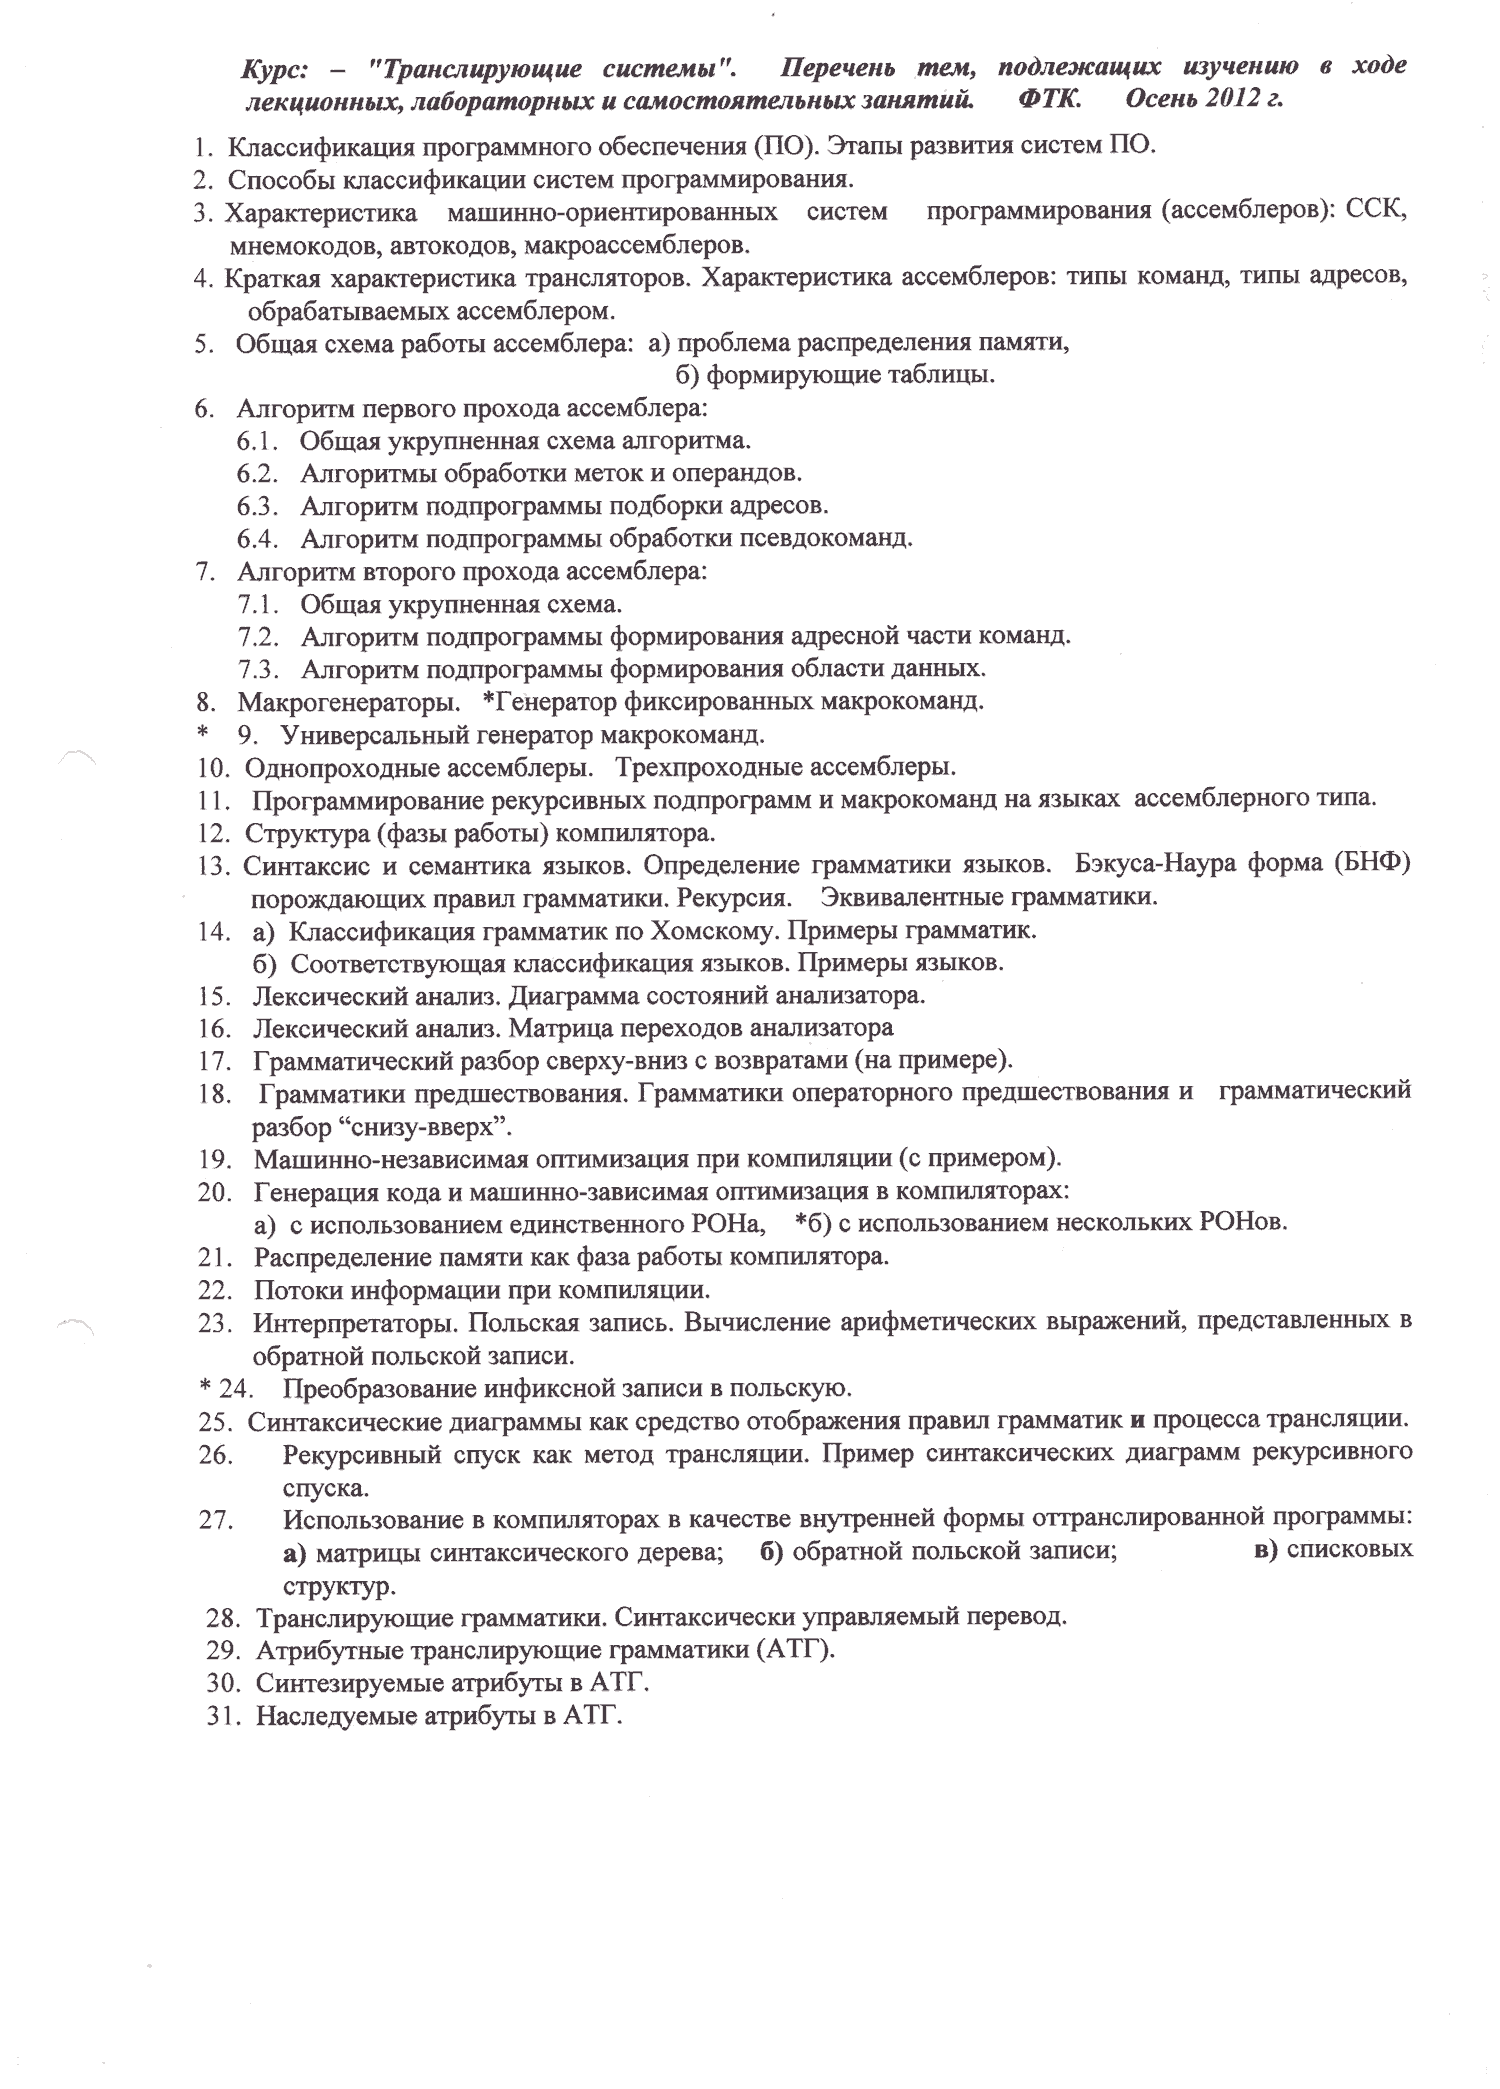 Курс: – "Транслирующие системы". Перечень тем, подлежащих изучению в ходе
лекционных, лабораторных и самостоятельных занятий. ФТК. Осень 2012 г.
1. Классификация программного обеспечения (ПО). Этапы развития систем ПО.
2. Способы классификации систем программирования.
3. Характеристика машинно-ориентированных систем программирования (ассемблеров): ССК,
мнемокодов, автокодов, макроассемблеров.
4. Краткая характеристика трансляторов. Характеристика ассемблеров: типы команд, типы адресов,
обрабатываемых ассемблером.
5. Общая схема работы ассемблера: а) проблема распределения памяти,
б) формирующие таблицы.
6. Алгоритм первого прохода ассемблера:
6.1. Общая укрупненная схема алгоритма.
6.2. Алгоритмы обработки меток и операндов.
6.3. Алгоритм подпрограммы подборки адресов.
6.4. Алгоритм подпрограммы обработки псевдокоманд.
7. Алгоритм второго прохода ассемблера:
7.1. Общая укрупненная схема.
7.2. Алгоритм подпрограммы формирования адресной части команд.
7.3. Алгоритм подпрограммы формирования области данных.
8. Макрогенераторы. *Генератор фиксированных макрокоманд.
* 9. Универсальный генератор макрокоманд.
10. Однопроходные ассемблеры. Трехпроходные ассемблеры.
11. Программирование рекурсивных подпрограмм и макрокоманд на языках ассемблерного типа.
12. Структура (фазы работы) компилятора.
13. Синтаксис и семантика языков. Определение грамматики языков. Бэкуса-Наура форма (БНФ)
порождающих правил грамматики. Рекурсия. Эквивалентные грамматики.
14. а) Классификация грамматик по Хомскому. Примеры грамматик.
б) Соответствующая классификация языков. Примеры языков.
15. Лексический анализ. Диаграмма состояний анализатора.
16. Лексический анализ. Матрица переходов анализатора
17. Грамматический разбор сверху-вниз с возвратами (на примере).
18. Грамматики предшествования. Грамматики операторного предшествования и грамматический
разбор “снизу-вверх”.
19. Машинно-независимая оптимизация при компиляции (с примером).
20. Генерация кода и машинно-зависимая оптимизация в компиляторах:
а) с использованием единственного РОНа, *б) с использованием нескольких РОНов.
21. Распределение памяти как фаза работы компилятора.
22. Потоки информации при компиляции.
23. Интерпретаторы. Польская запись. Вычисление арифметических выражений, представленных в
обратной польской записи.
* 24. Преобразование инфиксной записи в польскую.
25. Синтаксические диаграммы как средство отображения правил грамматик и процесса трансляции.
26. Рекурсивный спуск как метод трансляции. Пример синтаксических диаграмм рекурсивного
спуска.
27. Использование в компиляторах в качестве внутренней формы оттранслированной программы:
а) матрицы синтаксического дерева; б) обратной польской записи; в) списковых
структур.
28. Транслирующие грамматики. Синтаксически управляемый перевод.
29. Атрибутные транслирующие грамматики (АТГ).
30. Синтезируемые атрибуты в АТГ.
31. Наследуемые атрибуты в АТГ.